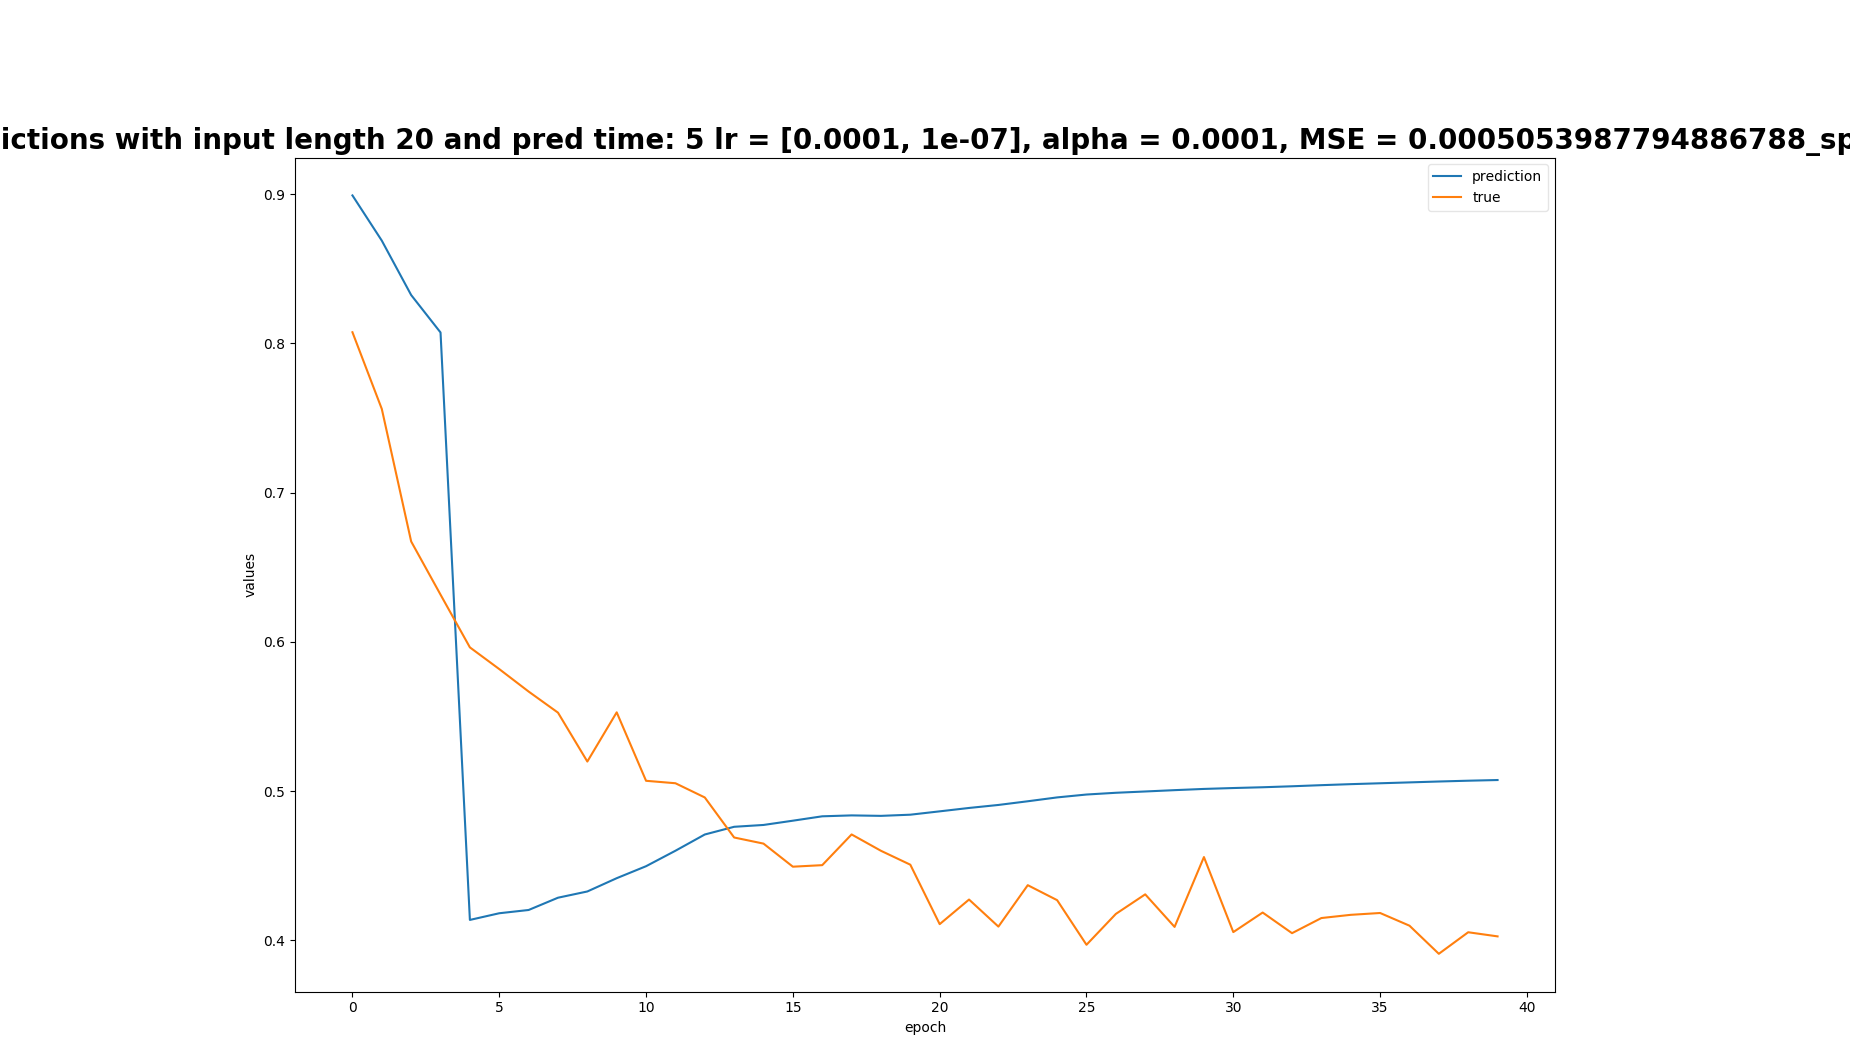 ictions with input length 20 and pred time: 5 lr = [0.0001, 1e-07], alpha = 0.0001, MSE = 0.0005053987794886788_sp
prediction
true
0.9
0.8
0.7
0.6
0.5
0.4
values
0 5 10 15 20 25 30 35 40
epoch